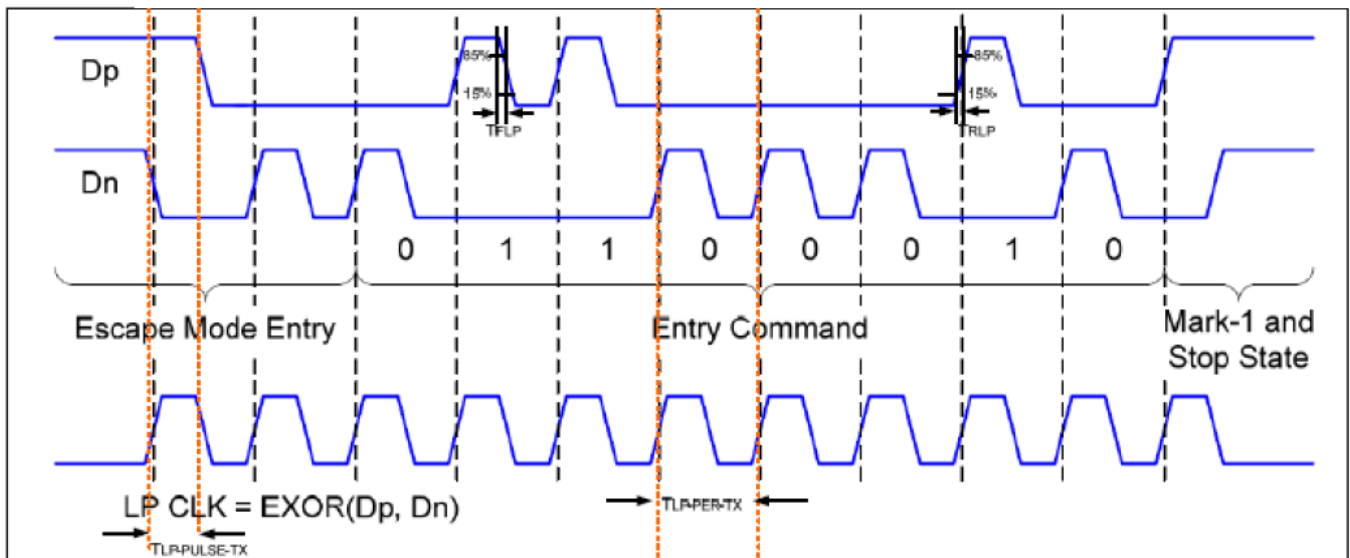 Dp
85%
15%
TFLP
85%
15%
TRLP
Dn
0 1 1 0 0 0 1 0
Escape Mode Entry
Entry Command
Mark-1 and
Stop State
LP CLK = EXOR(Dp, Dn)
TLP-PER-TX
TLP-PULSE-TX